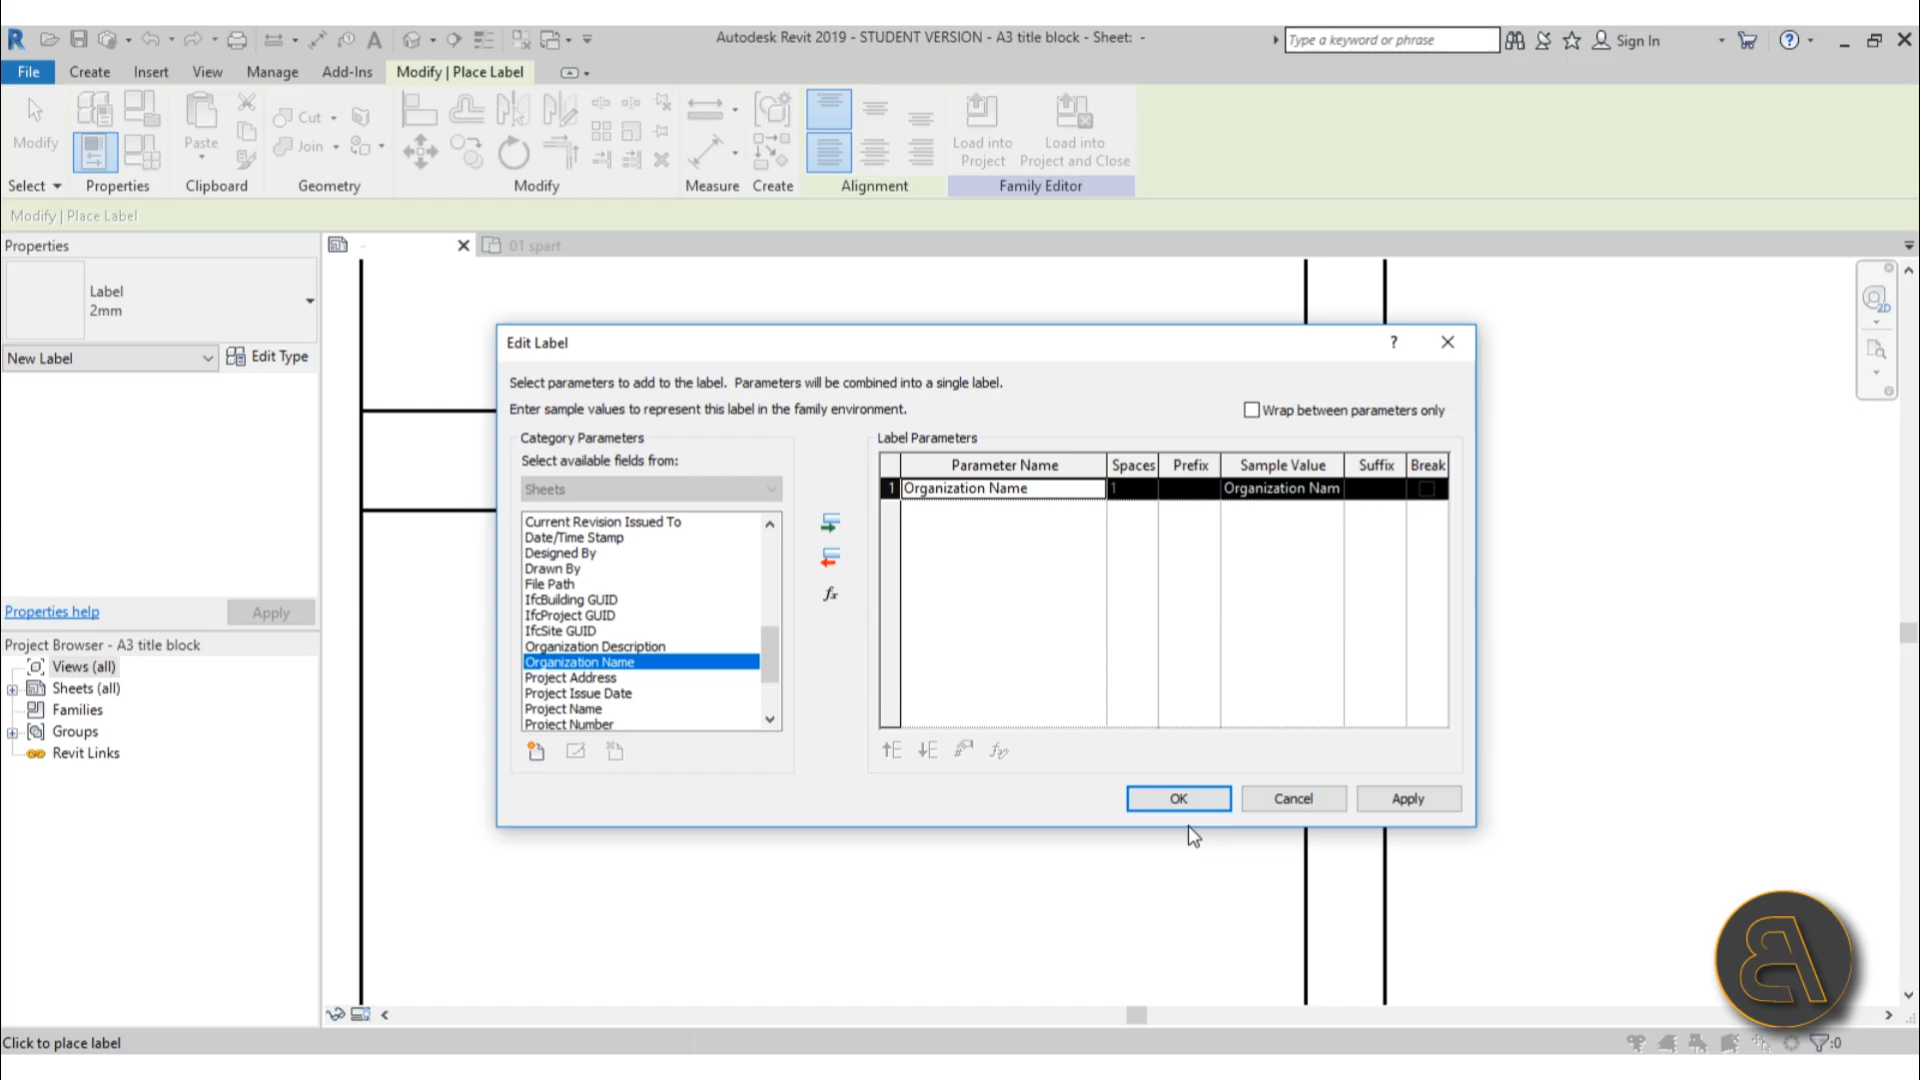 Autodesk Revit 2019 - STUDENT VERSION - A3 title block - Sheet: -
Type a keyword or phrase
Sign In
File Create Insert View Manage Add-Ins Modify | Place Label
Modify
Paste
Cut
Join
Load into Project
Load into Project and Close
Select Properties Clipboard Geometry Modify Measure Create Alignment Family Editor
Modify | Place Label
Properties
- 01 spart
Label
2mm
New Label
Edit Type
Properties help
Apply
Project Browser - A3 title block
Views (all)
Sheets (all)
Families
Groups
Revit Links
Edit Label
?
Select parameters to add to the label. Parameters will be combined into a single label.
Enter sample values to represent this label in the family environment.
Wrap between parameters only
Category Parameters
Select available fields from:
Sheets
Current Revision Issued To
Date/Time Stamp
Designed By
Drawn By
File Path
IfcBuilding GUID
IfcProject GUID
IfcSite GUID
Organization Description
Organization Name
Project Address
Project Issue Date
Project Name
Project Number
fx
Label Parameters
Parameter Name Spaces Prefix Sample Value Suffix Break
1 Organization Name 1 Organization Nam
OK
Cancel
Apply
2D
Click to place label
:0